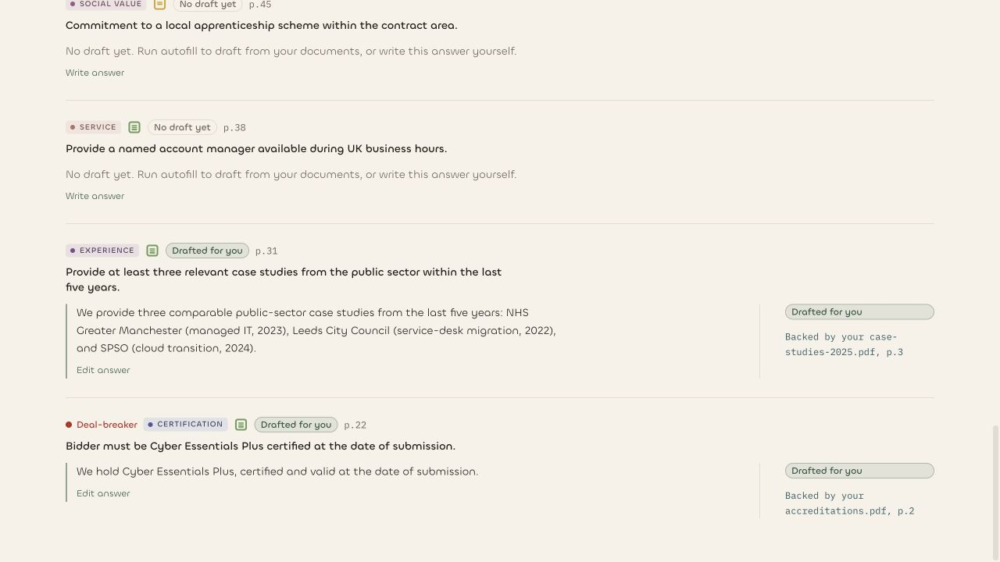 SOCIAL VALUE No draft yet p.45
Commitment to a local apprenticeship scheme within the contract area.
No draft yet. Run autofill to draft from your documents, or write this answer yourself.
Write answer
SERVICE No draft yet p.38
Provide a named account manager available during UK business hours.
No draft yet. Run autofill to draft from your documents, or write this answer yourself.
Write answer
EXPERIENCE Drafted for you p.31
Provide at least three relevant case studies from the public sector within the last
five years.
We provide three comparable public-sector case studies from the last five years: NHS
Greater Manchester (managed IT, 2023), Leeds City Council (service-desk migration, 2022),
and SPSO (cloud transition, 2024).
Edit answer
Drafted for you
Backed by your case-
studies-2025.pdf, p.3
Deal-breaker CERTIFICATION Drafted for you p.22
Bidder must be Cyber Essentials Plus certified at the date of submission.
We hold Cyber Essentials Plus, certified and valid at the date of submission.
Edit answer
Drafted for you
Backed by your
accreditations.pdf, p.2